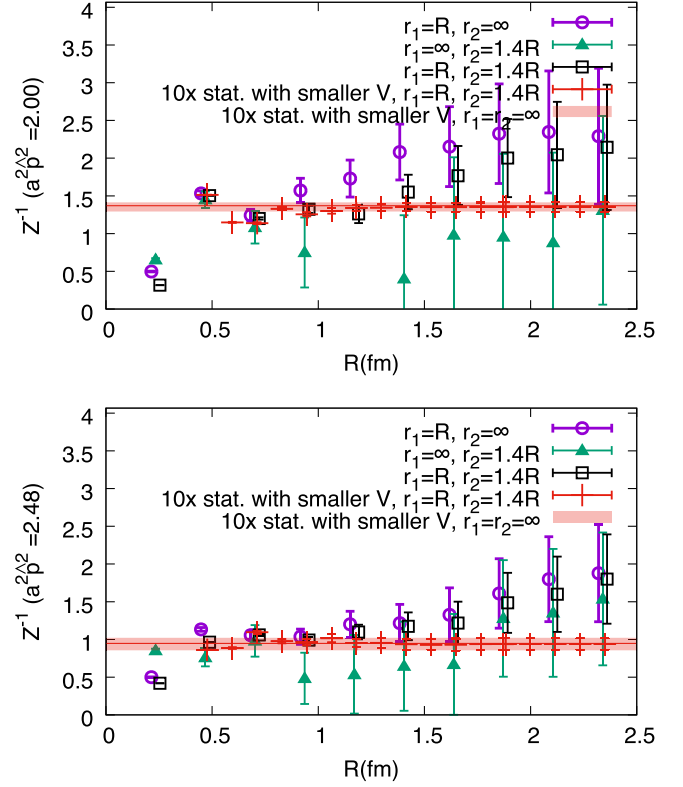 4
3.5
3
2.5
2
1.5
1
0.5
0
Z⁻¹ (a²p̂²=2.00)
r₁=R, r₂=∞
r₁=∞, r₂=1.4R
r₁=R, r₂=1.4R
10x stat. with smaller V, r₁=R, r₂=1.4R
10x stat. with smaller V, r₁=r₂=∞
0 0.5 1 1.5 2 2.5
R(fm)
4
3.5
3
2.5
2
1.5
1
0.5
0
Z⁻¹ (a²p̂²=2.48)
r₁=R, r₂=∞
r₁=∞, r₂=1.4R
r₁=R, r₂=1.4R
10x stat. with smaller V, r₁=R, r₂=1.4R
10x stat. with smaller V, r₁=r₂=∞
0 0.5 1 1.5 2 2.5
R(fm)